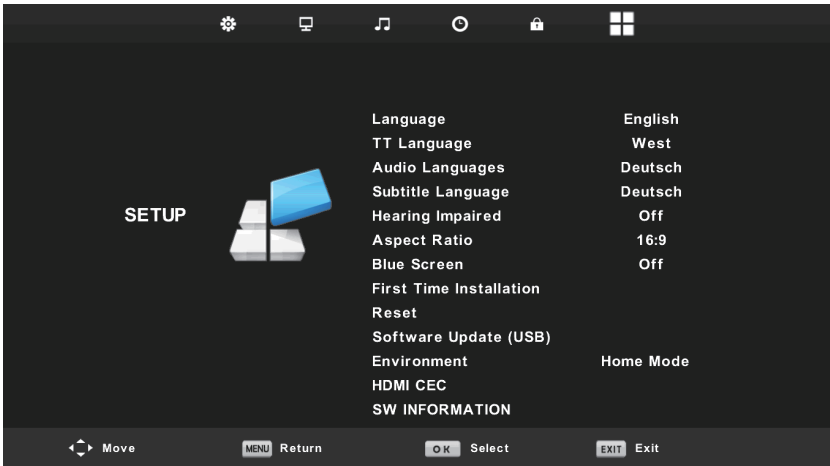 Language English
TT Language West
Audio Languages Deutsch
Subtitle Language Deutsch
SETUP
Hearing Impaired Off
Aspect Ratio 16:9
Blue Screen Off
First Time Installation
Reset
Software Update (USB)
Environment Home Mode
HDMI CEC
SW INFORMATION
Move MENU Return OK Select EXIT Exit